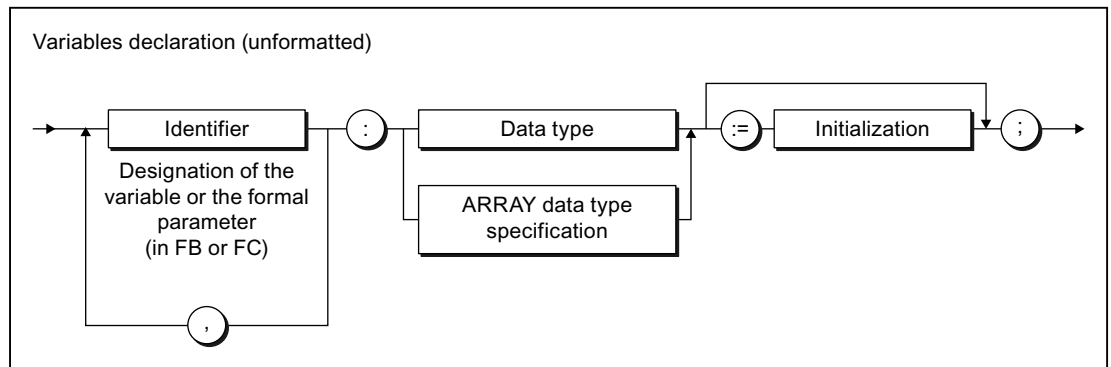 Variables declaration (unformatted)
Identifier
:
Data type
:=
Initialization
;
Designation of the
variable or the formal
parameter
(in FB or FC)
ARRAY data type
specification
,